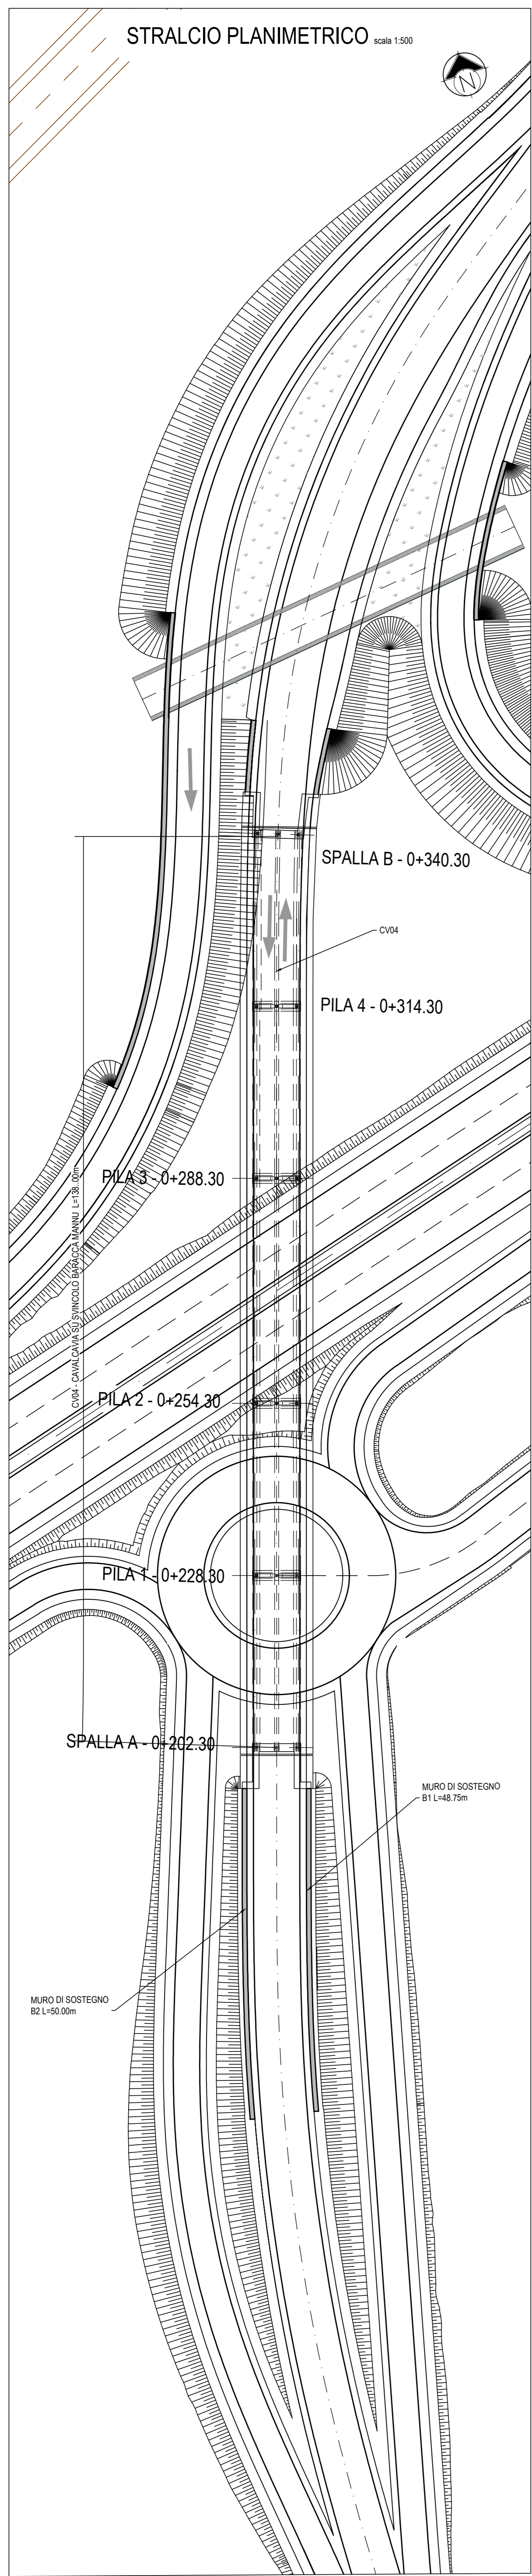 STRALCIO PLANIMETRICO scala 1:500
N
SPALLA B - 0+340.30
CV04
PILA 4 - 0+314.30
PILA 3 - 0+288.30
CV04 - CAVALCAVIA SU SVINCOLO BARACCA MANNU L=138.00m
PILA 2 - 0+254.30
PILA 1 - 0+228.30
SPALLA A - 0+202.30
MURO DI SOSTEGNO
B1 L=48.75m
MURO DI SOSTEGNO
B2 L=50.00m